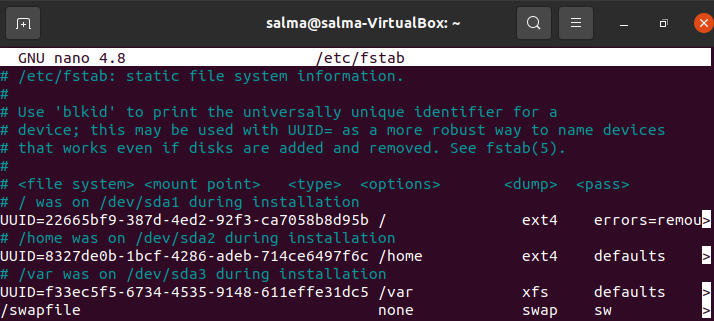 salma@salma-VirtualBox: ~
GNU nano 4.8 /etc/fstab
# /etc/fstab: static file system information.
#
# Use 'blkid' to print the universally unique identifier for a
# device; this may be used with UUID= as a more robust way to name devices
# that works even if disks are added and removed. See fstab(5).
#
# <file system> <mount point>   <type>  <options>       <dump>  <pass>
# / was on /dev/sda1 during installation
UUID=22665bf9-387d-4ed2-92f3-ca7058b8d95b /               ext4    errors=remou>
# /home was on /dev/sda2 during installation
UUID=8327de0b-1bcf-4286-adeb-714ce6497f6c /home           ext4    defaults    >
# /var was on /dev/sda3 during installation
UUID=f33ec5f5-6734-4535-9148-611effe31dc5 /var            xfs     defaults    >
/swapfile                                 none            swap    sw          >